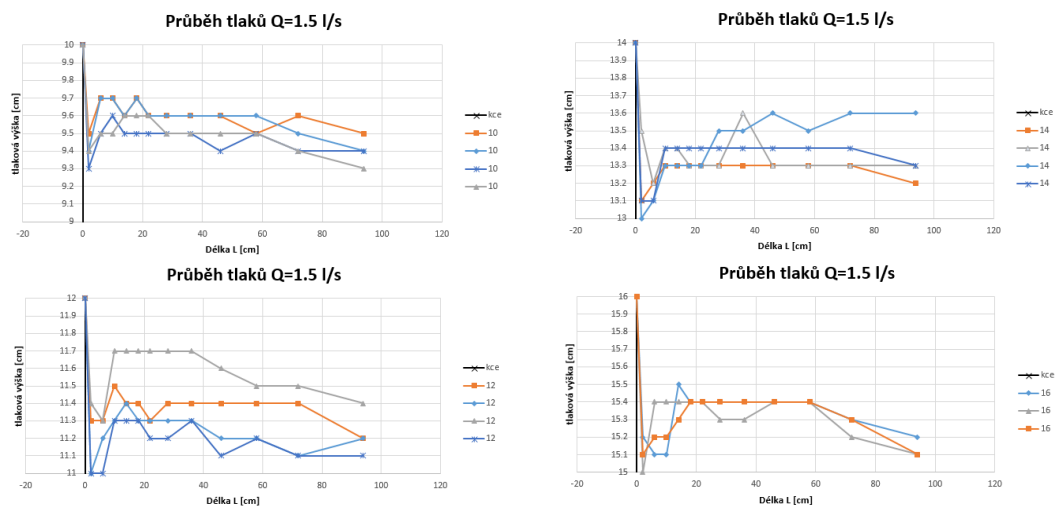 Průběh tlaků Q=1.5 l/s
tlaková výška [cm]
10
9.9
9.8
9.7
9.6
9.5
9.4
9.3
9.2
9.1
9
-20 0 20 40 60 80 100 120
Délka L [cm]
kce
10
10
10
10
Průběh tlaků Q=1.5 l/s
tlaková výška [cm]
14
13.9
13.8
13.7
13.6
13.5
13.4
13.3
13.2
13.1
13
-20 0 20 40 60 80 100 120
Délka L [cm]
kce
14
14
14
14
Průběh tlaků Q=1.5 l/s
tlaková výška [cm]
12
11.9
11.8
11.7
11.6
11.5
11.4
11.3
11.2
11.1
11
-20 0 20 40 60 80 100 120
Délka L [cm]
kce
12
12
12
12
Průběh tlaků Q=1.5 l/s
tlaková výška [cm]
16
15.9
15.8
15.7
15.6
15.5
15.4
15.3
15.2
15.1
15
-20 0 20 40 60 80 100 120
Délka L [cm]
kce
16
16
16